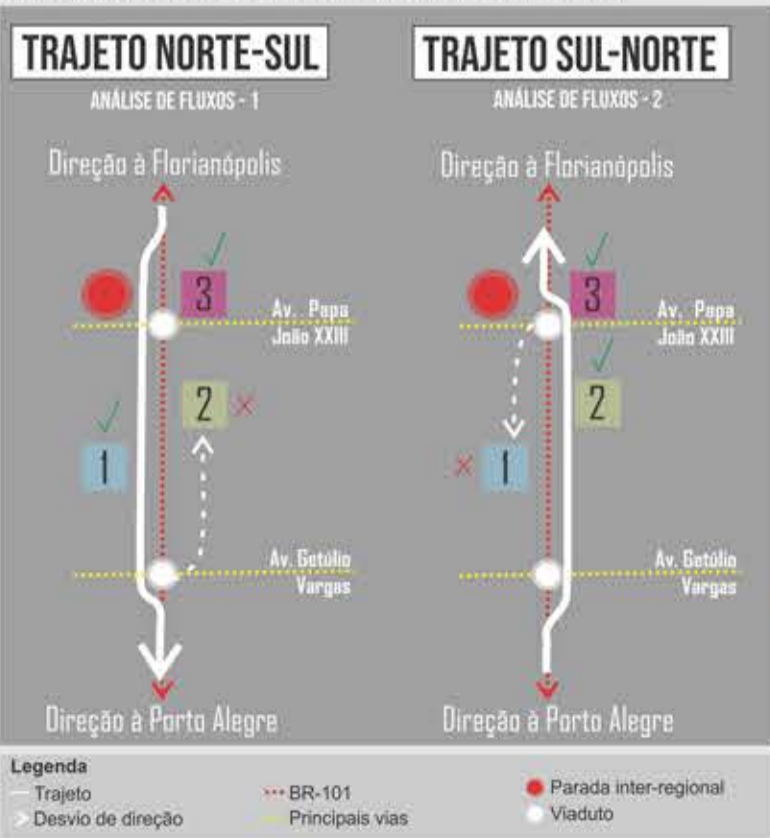 TRAJETO NORTE-SUL
ANÁLISE DE FLUXOS - 1
Direção à Florianópolis
3
Av. Papa
João XXIII
2
1
Av. Getúlio
Vargas
Direção à Porto Alegre
TRAJETO SUL-NORTE
ANÁLISE DE FLUXOS - 2
Direção à Florianópolis
3
Av. Papa
João XXIII
2
1
Av. Getúlio
Vargas
Direção à Porto Alegre
Legenda
Trajeto
Desvio de direção
BR-101
Principais vias
Parada inter-regional
Viaduto